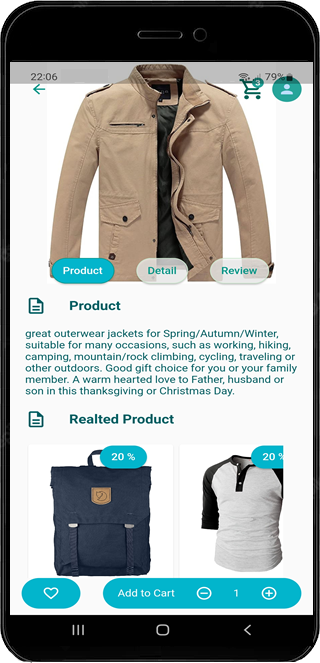 22:06
79%
Product
Detail
Review
Product
great outerwear jackets for Spring/Autumn/Winter,
suitable for many occasions, such as working, hiking,
camping, mountain/rock climbing, cycling, traveling or
other outdoors. Good gift choice for you or your family
member. A warm hearted love to Father, husband or
son in this thanksgiving or Christmas Day.
Realted Product
20 %
20 %
Add to Cart
1